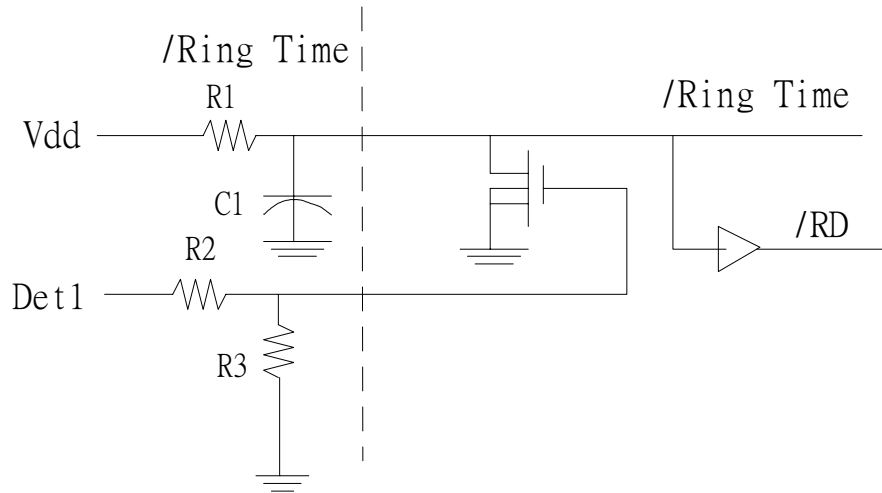 /Ring Time
R1
/Ring Time
Vdd
C1
R2
/RD
Det1
R3